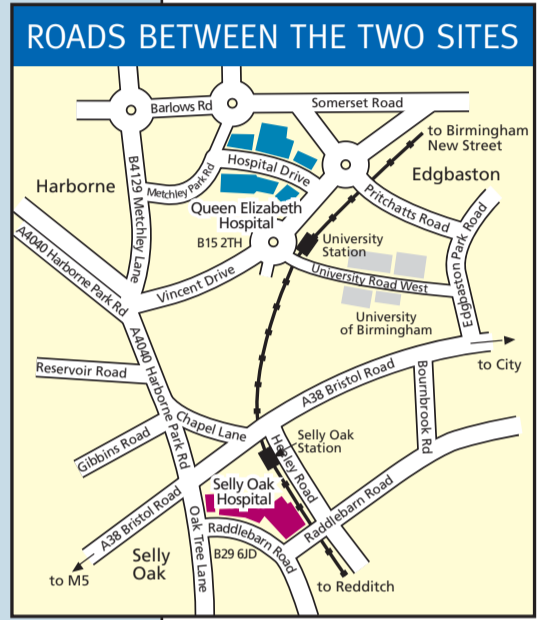 ROADS BETWEEN THE TWO SITES
Barlows Rd
Somerset Road
to Birmingham
New Street
Hospital Drive
B4129 Metchley Lane
Metchley Park Rd
Harborne
Edgbaston
Pritchatts Road
Queen Elizabeth
Hospital
B15 2TH
University
Station
Edgbaston Park Road
A4040 Harborne Park Rd
Vincent Drive
University Road West
University
of Birmingham
A4040 Harborne Park Rd
Reservoir Road
A38 Bristol Road
to City
Bournbrook Rd
Chapel Lane
Gibbins Road
Selly Oak
Station
Heeley Road
Selly Oak
Hospital
A38 Bristol Road
Oak Tree Lane
Raddlebarn Road
Raddlebarn Road
B29 6JD
Selly
Oak
to M5
to Redditch